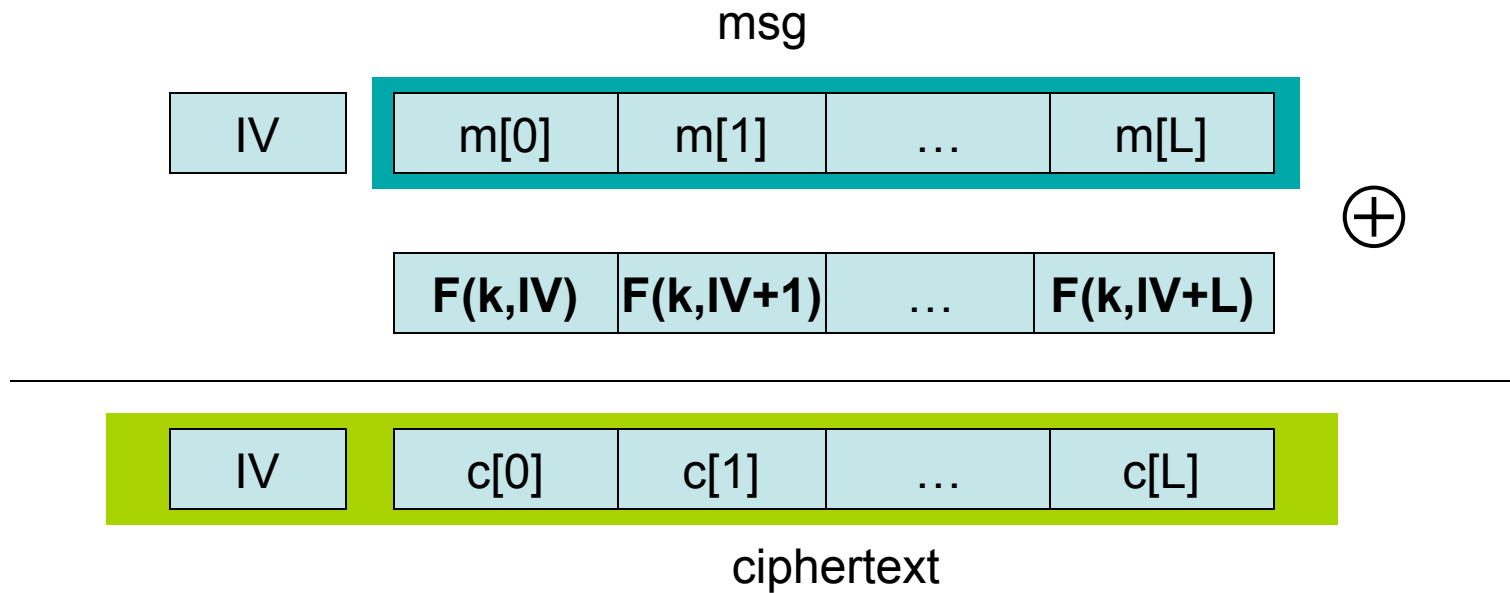 msg
IV m[0] m[1] … m[L]
⊕
F(k,IV) F(k,IV+1) … F(k,IV+L)
IV c[0] c[1] … c[L]
ciphertext